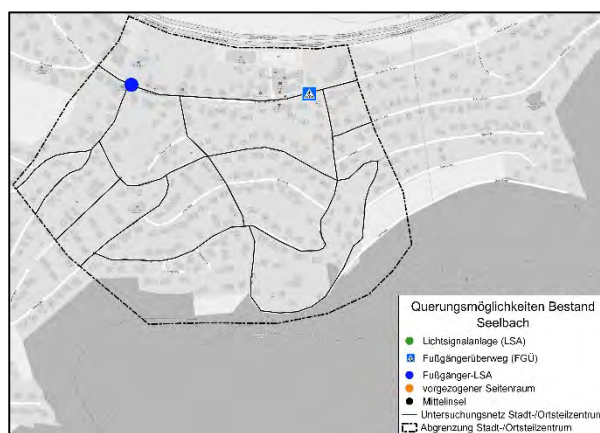 Querungsmöglichkeiten Bestand
Seelbach
Lichtsignalanlage (LSA)
Fußgängerüberweg (FGÜ)
Fußgänger-LSA
vorgezogener Seitenraum
Mittelinsel
Untersuchungsnetz Stadt-/Ortsteilzentrum
Abgrenzung Stadt-/Ortsteilzentrum